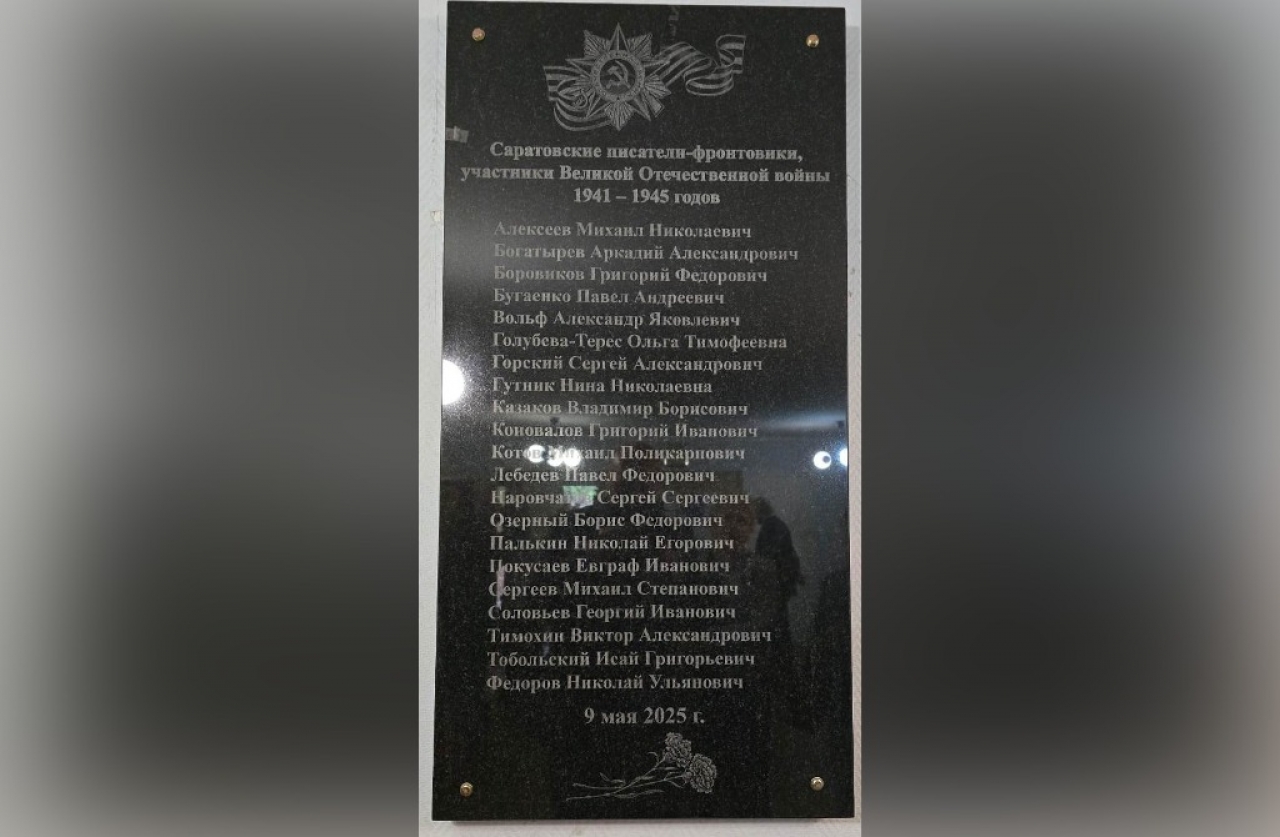 Саратовские писатели-фронтовики,
участники Великой Отечественной войны
1941 – 1945 годов
Алексеев Михаил Николаевич
Богатырев Аркадий Александрович
Боровиков Григорий Федорович
Бугаенко Павел Андреевич
Вольф Александр Яковлевич
Голубева-Терес Ольга Тимофеевна
Горский Сергей Александрович
Гутник Нина Николаевна
Казаков Владимир Борисович
Коновалов Григорий Иванович
Котов Михаил Поликарпович
Лебедев Павел Федорович
Наровчатов Сергей Сергеевич
Озерный Борис Федорович
Палькин Николай Егорович
Покусаев Евграф Иванович
Сергеев Михаил Степанович
Соловьев Георгий Иванович
Тимохин Виктор Александрович
Тобольский Исай Григорьевич
Федоров Николай Ульянович
9 мая 2025 г.